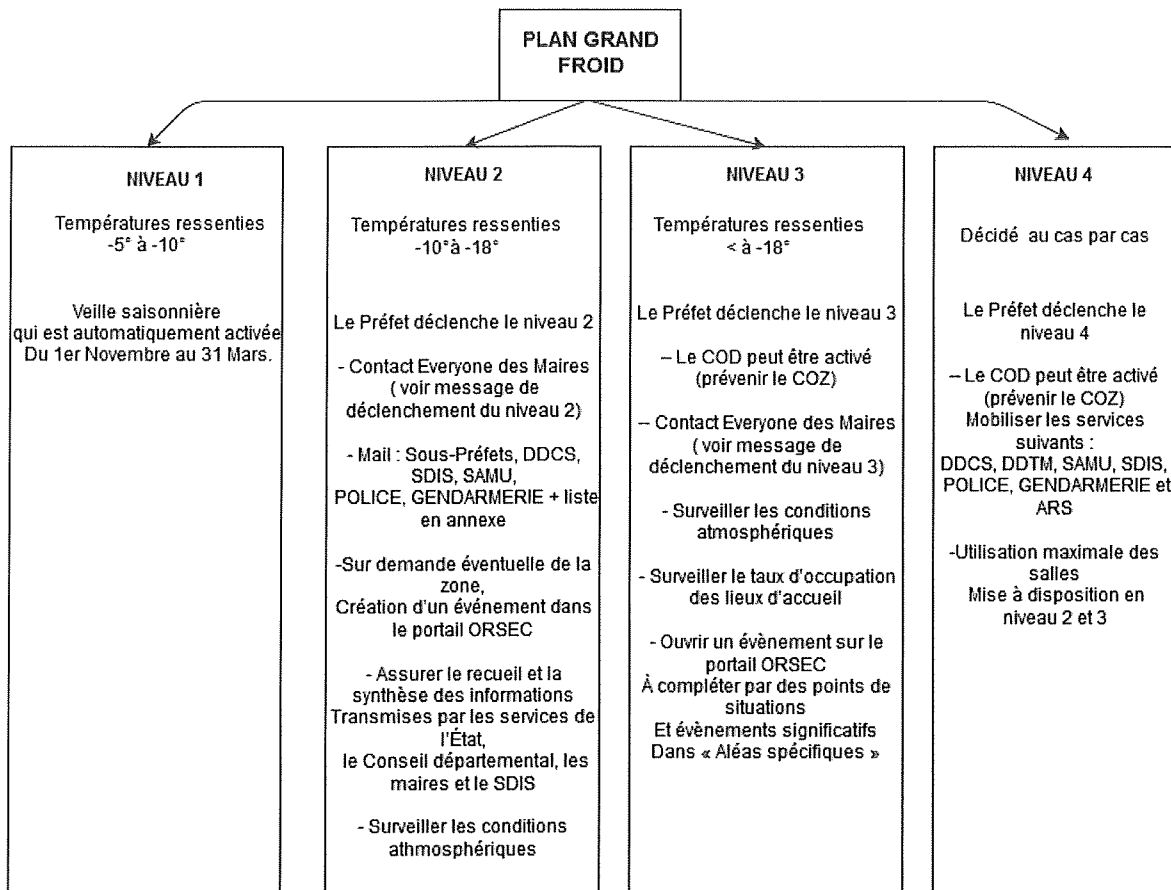 PLAN GRAND
FROID
NIVEAU 1
Températures ressenties
-5° à -10°
Veille saisonnière
qui est automatiquement activée
Du 1er Novembre au 31 Mars.
NIVEAU 2
Températures ressenties
-10°à -18°
Le Préfet déclenche le niveau 2
- Contact Everyone des Maires
( voir message de
déclenchement du niveau 2)
- Mail : Sous-Préfets, DDCS,
SDIS, SAMU,
POLICE, GENDARMERIE + liste
en annexe
-Sur demande éventuelle de la
zone,
Création d'un événement dans
le portail ORSEC
- Assurer le recueil et la
synthèse des informations
Transmises par les services de
l'État,
le Conseil départemental, les
maires et le SDIS
- Surveiller les conditions
athmosphériques
NIVEAU 3
Températures ressenties
< à -18°
Le Préfet déclenche le niveau 3
– Le COD peut être activé
(prévenir le COZ)
– Contact Everyone des Maires
( voir message de
déclenchement du niveau 3)
- Surveiller les conditions
atmosphériques
- Surveiller le taux d'occupation
des lieux d'accueil
- Ouvrir un évènement sur le
portail ORSEC
À compléter par des points de
situations
Et évènements significatifs
Dans « Aléas spécifiques »
NIVEAU 4
Décidé au cas par cas
Le Préfet déclenche le
niveau 4
– Le COD peut être activé
(prévenir le COZ)
Mobiliser les services
suivants :
DDCS, DDTM, SAMU, SDIS,
POLICE, GENDARMERIE et
ARS
-Utilisation maximale des
salles
Mise à disposition en
niveau 2 et 3